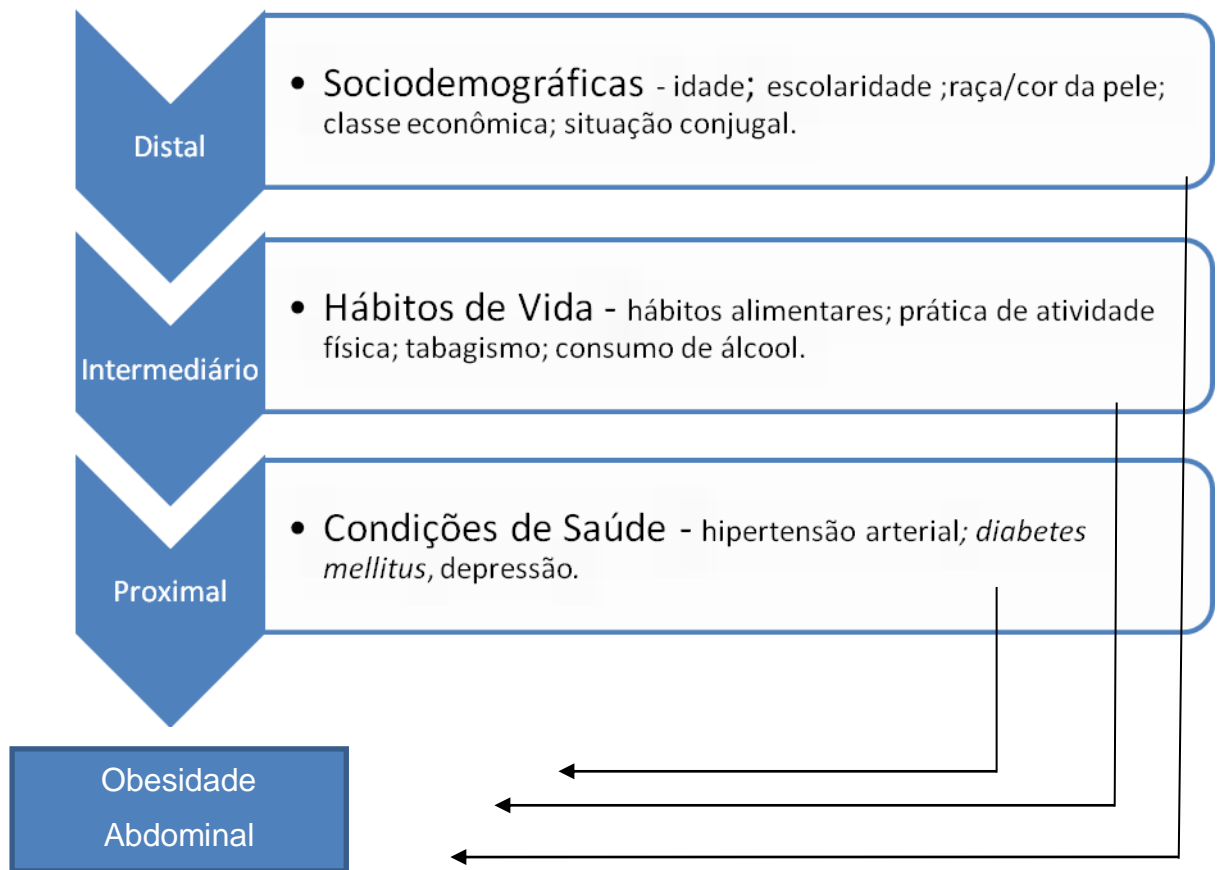 Distal
• Sociodemográficas - idade; escolaridade ;raça/cor da pele;
classe econômica; situação conjugal.
Intermediário
• Hábitos de Vida - hábitos alimentares; prática de atividade
física; tabagismo; consumo de álcool.
Proximal
• Condições de Saúde - hipertensão arterial; diabetes
mellitus, depressão.
Obesidade
Abdominal